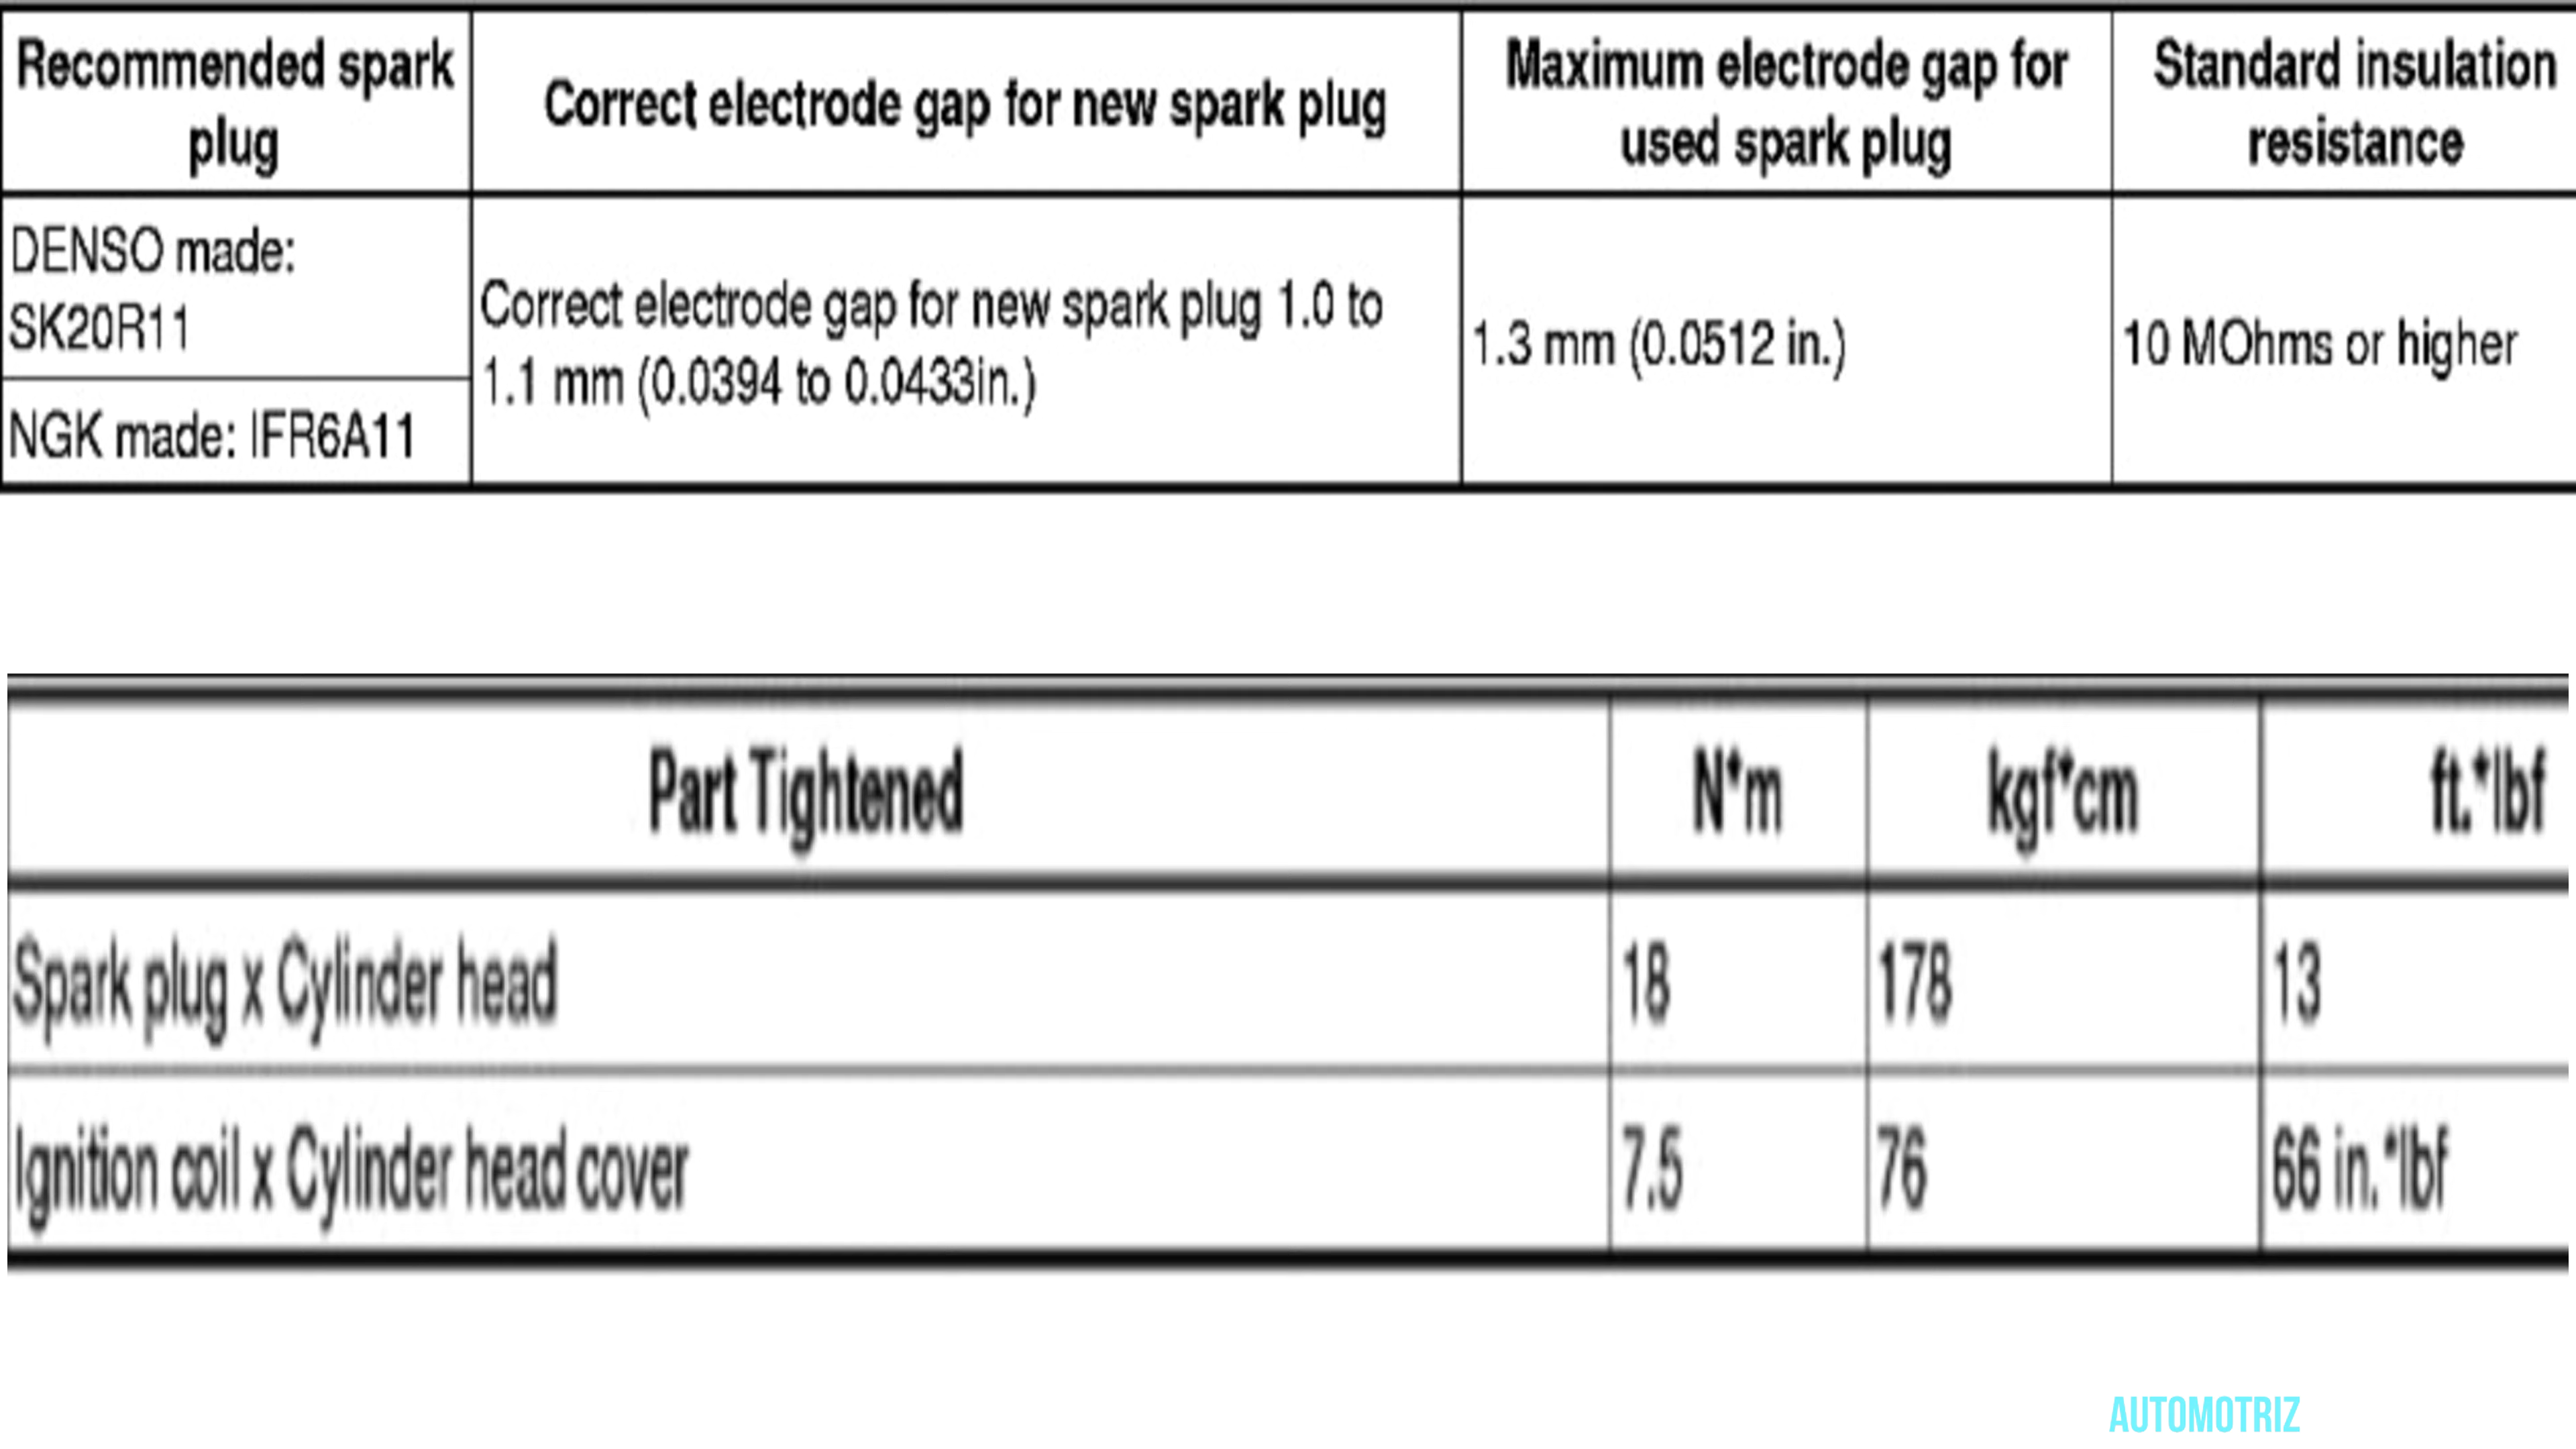 Recommended spark
plug
Correct electrode gap for new spark plug
Maximum electrode gap for
used spark plug
Standard insulation
resistance
DENSO made:
SK20R11
NGK made: IFR6A11
Correct electrode gap for new spark plug 1.0 to
1.1 mm (0.0394 to 0.0433in.)
1.3 mm (0.0512 in.)
10 MOhms or higher
Part Tightened
N*m
kgf*cm
ft.*lbf
Spark plug x Cylinder head
18
178
13
Ignition coil x Cylinder head cover
7.5
76
66 in.*lbf
AUTOMOTRIZ